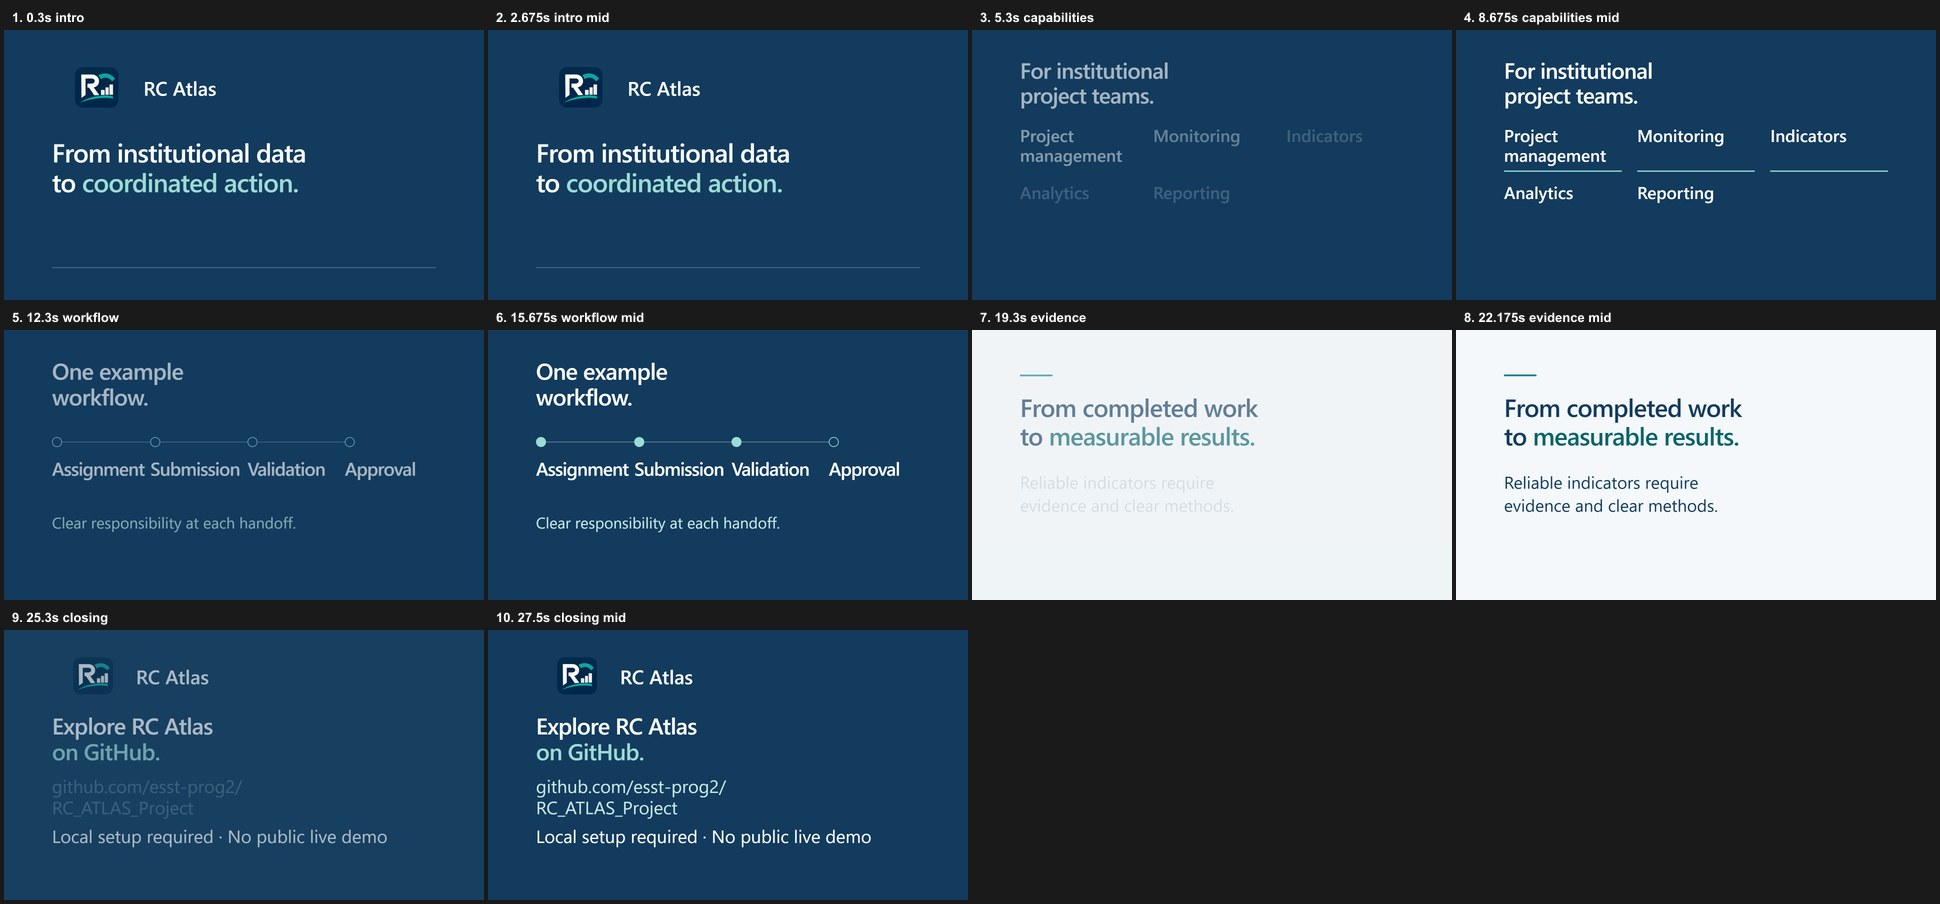 1. 0.3s intro
RC Atlas
From institutional data
to coordinated action.
2. 2.675s intro mid
RC Atlas
From institutional data
to coordinated action.
3. 5.3s capabilities
For institutional
project teams.
Project
management
Monitoring
Indicators
Analytics
Reporting
4. 8.675s capabilities mid
For institutional
project teams.
Project
management
Monitoring
Indicators
Analytics
Reporting
5. 12.3s workflow
One example
workflow.
Assignment Submission Validation Approval
Clear responsibility at each handoff.
6. 15.675s workflow mid
One example
workflow.
Assignment Submission Validation Approval
Clear responsibility at each handoff.
7. 19.3s evidence
From completed work
to measurable results.
Reliable indicators require
evidence and clear methods.
8. 22.175s evidence mid
From completed work
to measurable results.
Reliable indicators require
evidence and clear methods.
9. 25.3s closing
RC Atlas
Explore RC Atlas
on GitHub.
github.com/esst-prog2/
RC_ATLAS_Project
Local setup required · No public live demo
10. 27.5s closing mid
RC Atlas
Explore RC Atlas
on GitHub.
github.com/esst-prog2/
RC_ATLAS_Project
Local setup required · No public live demo